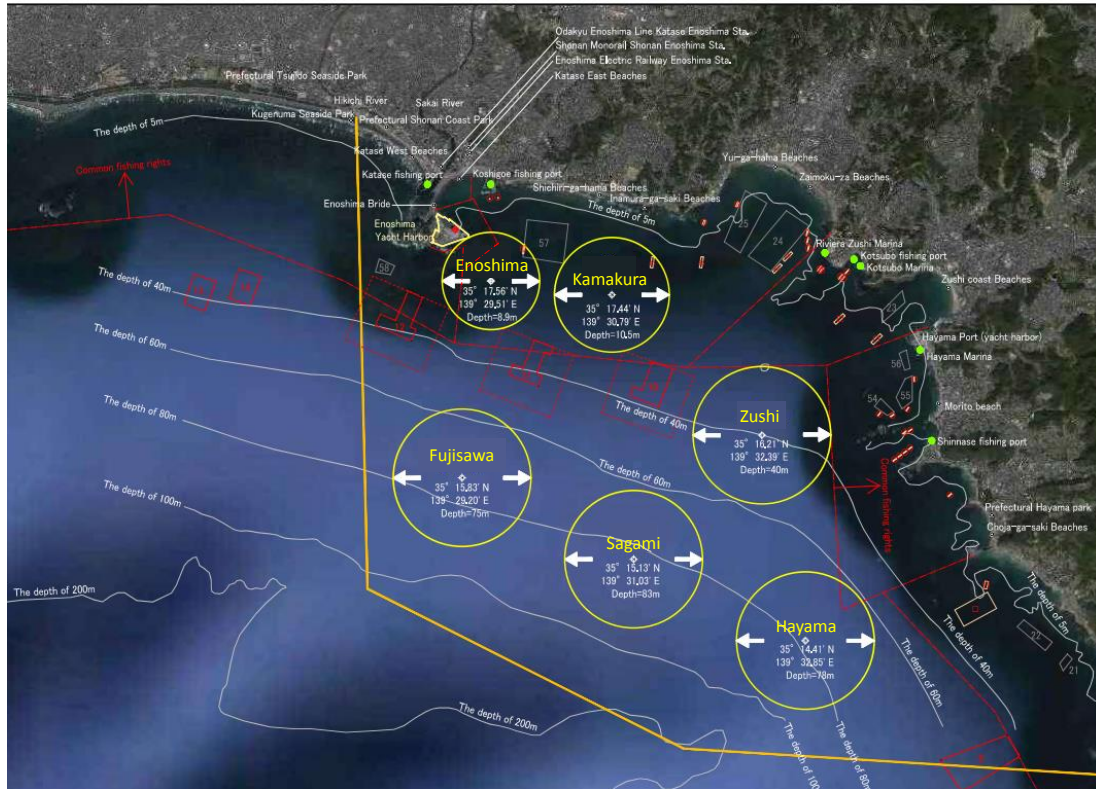 Odakyu Enoshima Line Katase Enoshima Sta.
Shonan Monorail Shonan Enoshima Sta.
Enoshima Electric Railway Enoshima Sta.
Katase East Beaches
Prefectural Tsujido Seaside Park
Hikichi River
Sakai River
Kugenuma Seaside Park
Prefectural Shonan Coast Park
The depth of 5m
Katase West Beaches
Common fishing rights
Katase fishing port
Koshigoe fishing port
Yui-ga-hama Beaches
Zaimoku-za Beaches
Shichiri-ga-hama Beaches
Inamura-ga-saki Beaches
Enoshima Bride
The depth of 5m
Enoshima
Yacht Harbor
25
24
57
58
Riviera Zushi Marina
Kotsubo fishing port
Kotsubo Marina
Zushi coast Beaches
23
Enoshima
35° 17.56' N
139° 29.51' E
Depth=8.9m
Kamakura
35° 17.44' N
139° 30.79' E
Depth=10.5m
The depth of 40m
Hayama Port (yacht harbor)
Hayama Marina
56
55
54
The depth of 60m
The depth of 40m
Morito beach
The depth of 80m
Zushi
35° 16.21' N
139° 32.39' E
Depth=40m
Shinnase fishing port
Fujisawa
35° 15.83' N
139° 29.20' E
Depth=75m
The depth of 60m
Common fishing rights
The depth of 100m
Prefectural Hayama park
Choja-ga-saki Beaches
Sagami
35° 15.13' N
139° 31.03' E
Depth=83m
The depth of 200m
Hayama
35° 14.41' N
139° 32.85' E
Depth=78m
The depth of 5m
22
21
The depth of 40m
The depth of 60m
The depth of 200m
The depth of 80m
The depth of 100